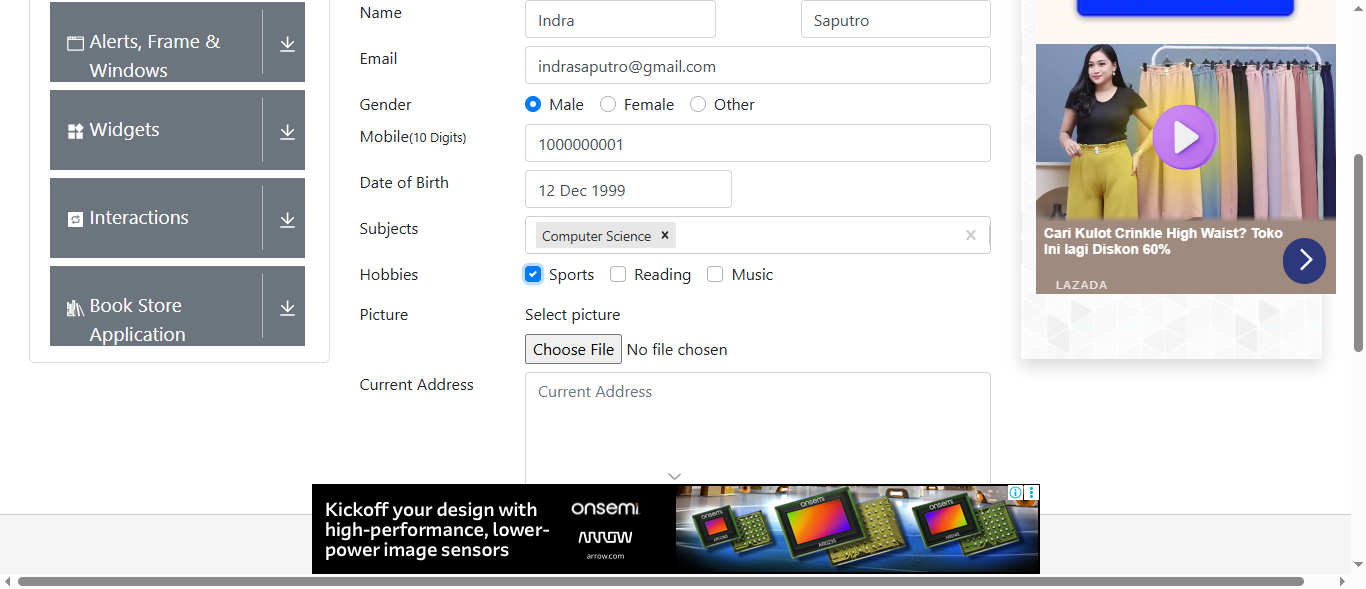 Alerts, Frame &
Windows
Widgets
Interactions
Book Store
Application
Name
Indra
Saputro
Email
indrasaputro@gmail.com
Gender
Male
Female
Other
Mobile(10 Digits)
1000000001
Date of Birth
12 Dec 1999
Subjects
Computer Science ×
×
Hobbies
Sports
Reading
Music
Picture
Select picture
Choose File No file chosen
Current Address
Current Address
Cari Kulot Crinkle High Waist? Toko
Ini lagi Diskon 60%
LAZADA
Kickoff your design with
high-performance, lower-
power image sensors
onsemi
ARROW
arrow.com
onsemi
AR0235